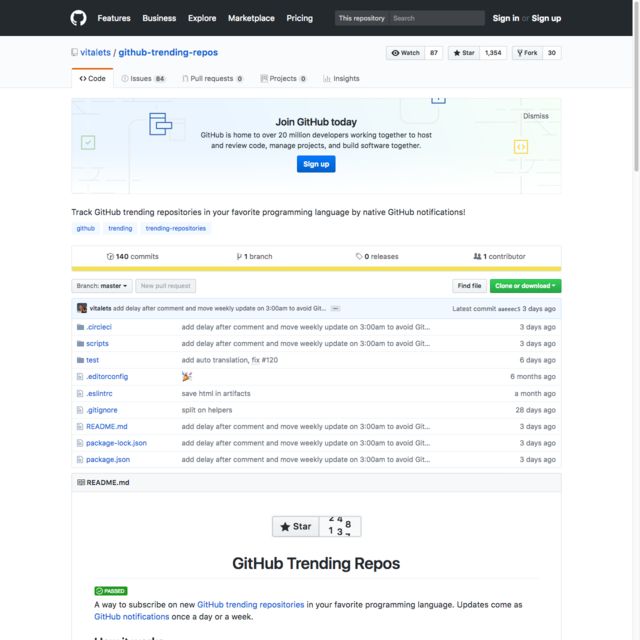 Features Business Explore Marketplace Pricing This repository Search Sign in or Sign up
vitalets / github-trending-repos Watch 87 Star 1,354 Fork 30
Code Issues 84 Pull requests 0 Projects 0 Insights
Join GitHub today
Dismiss
GitHub is home to over 20 million developers working together to host
and review code, manage projects, and build software together.
Sign up
Track GitHub trending repositories in your favorite programming language by native GitHub notifications!
github trending trending-repositories
140 commits 1 branch 0 releases 1 contributor
Branch: master New pull request Find file Clone or download
vitalets add delay after comment and move weekly update on 3:00am to avoid Git... Latest commit aaeeec5 3 days ago
.circleci add delay after comment and move weekly update on 3:00am to avoid Git... 3 days ago
scripts add delay after comment and move weekly update on 3:00am to avoid Git... 3 days ago
test add auto translation, fix #120 6 days ago
.editorconfig 🎉 6 months ago
.eslintrc save html in artifacts a month ago
.gitignore split on helpers 28 days ago
README.md add delay after comment and move weekly update on 3:00am to avoid Git... 3 days ago
package-lock.json add delay after comment and move weekly update on 3:00am to avoid Git... 3 days ago
package.json add delay after comment and move weekly update on 3:00am to avoid Git... 3 days ago
README.md
Star
GitHub Trending Repos
PASSED
A way to subscribe on new GitHub trending repositories in your favorite programming language. Updates come as
GitHub notifications once a day or a week.